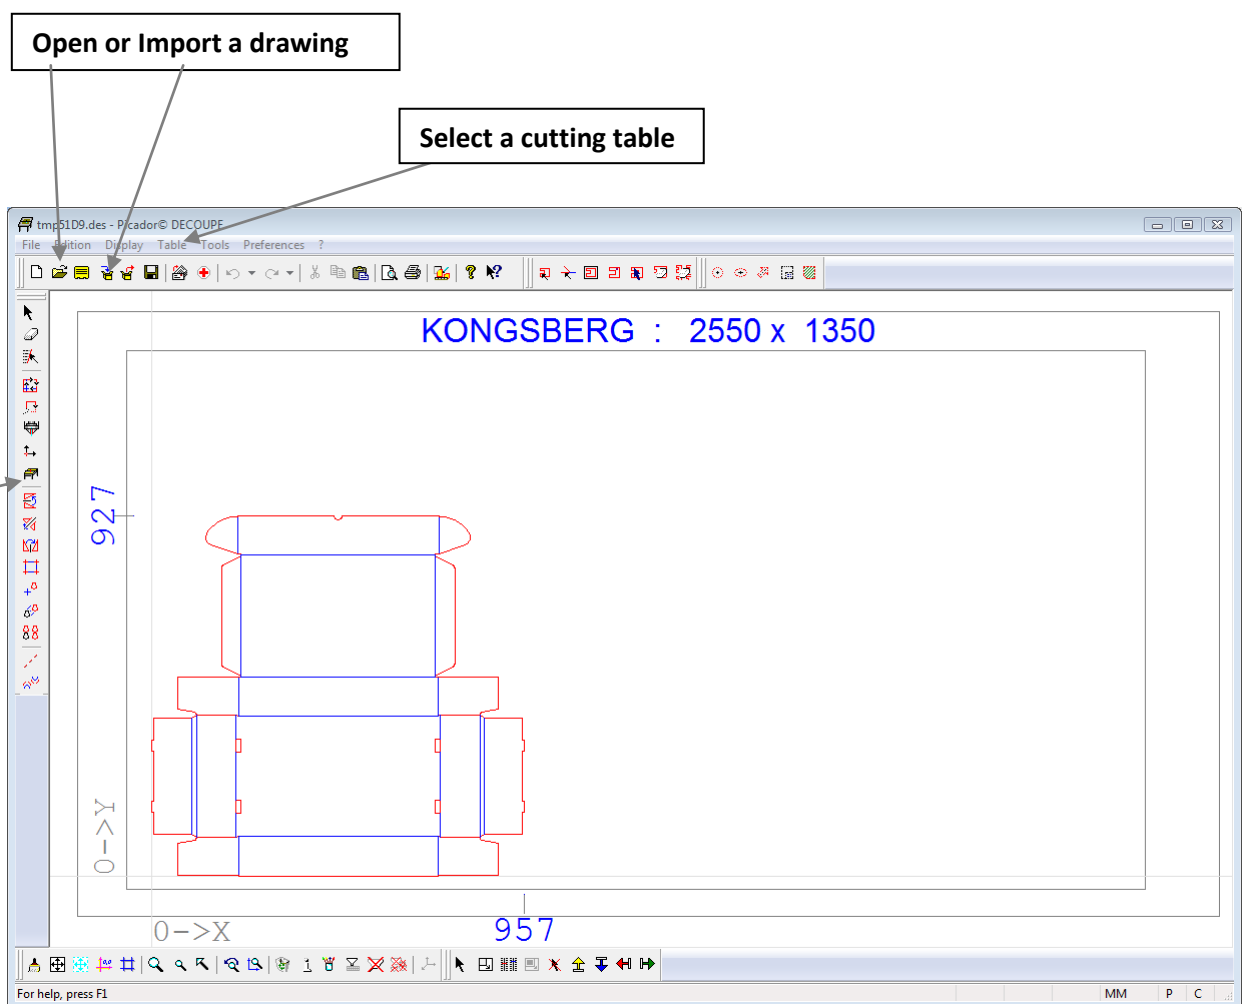 Open or Import a drawing
Select a cutting table
tmp51D9.des - Picador© DECOUPE
File Edition Display Table Tools Preferences ?
KONGSBERG : 2550 x 1350
927
0->Y
0->X
957
For help, press F1
MM P C